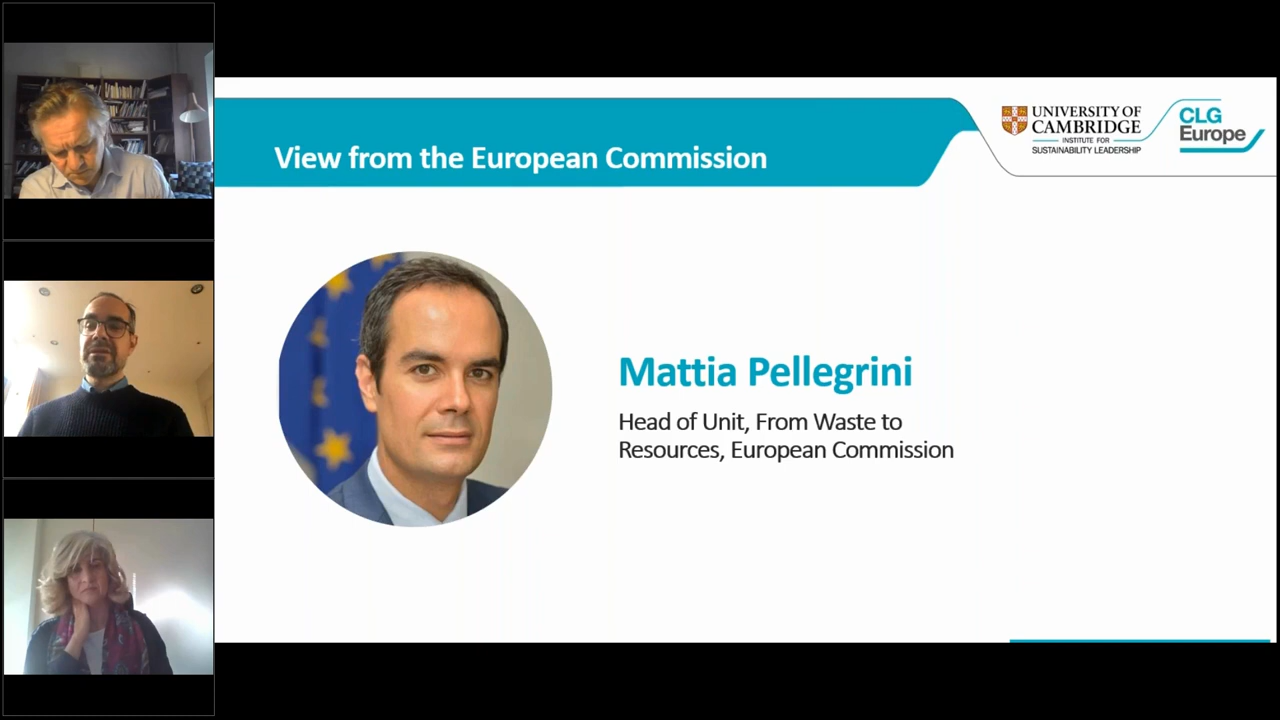 View from the European Commission
UNIVERSITY OF
CAMBRIDGE
INSTITUTE FOR
SUSTAINABILITY LEADERSHIP
CLG
Europe
Mattia Pellegrini
Head of Unit, From Waste to
Resources, European Commission